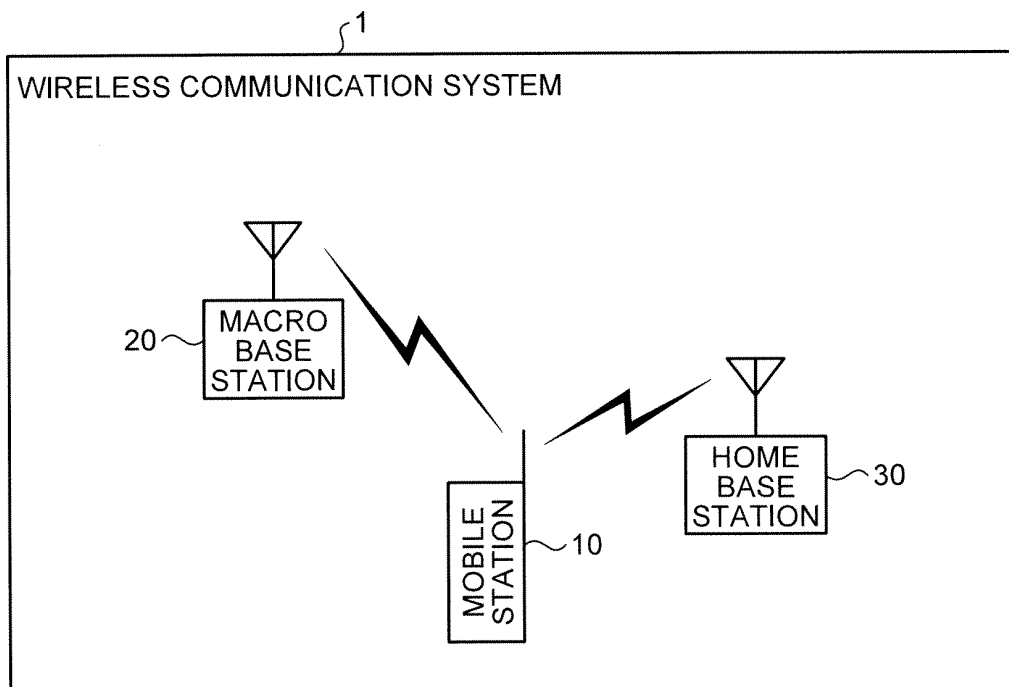 1
WIRELESS COMMUNICATION SYSTEM
20
MACRO
BASE
STATION
HOME
BASE
STATION
30
MOBILE
STATION
10